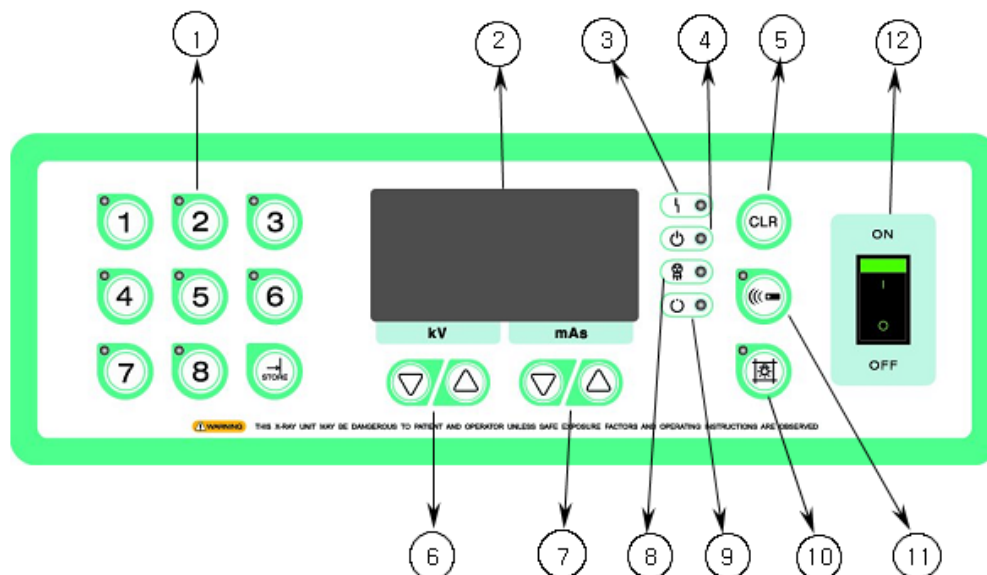 1 2 3 4 5 12
1 2 3 CLR
ON
4 5 6 I
O
kV mAs
7 8 STORE OFF
WARNING THIS X-RAY UNIT MAY BE DANGEROUS TO PATIENT AND OPERATOR UNLESS SAFE EXPOSURE FACTORS AND OPERATING INSTRUCTIONS ARE OBSERVED
6 7 8 9 10 11